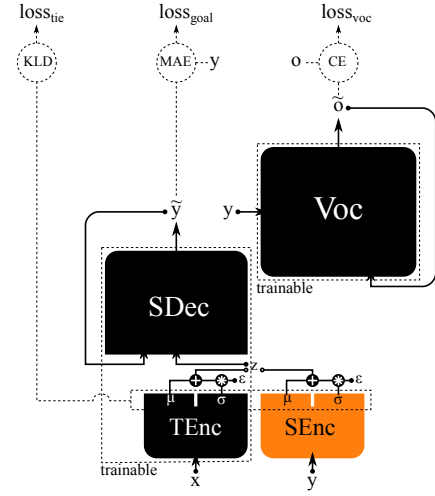 loss_tie loss_goal loss_voc
KLD MAE y o CE
õ
ỹ y Voc
trainable
SDec
z
ε ε
μ σ μ σ
TEnc SEnc
trainable
x y